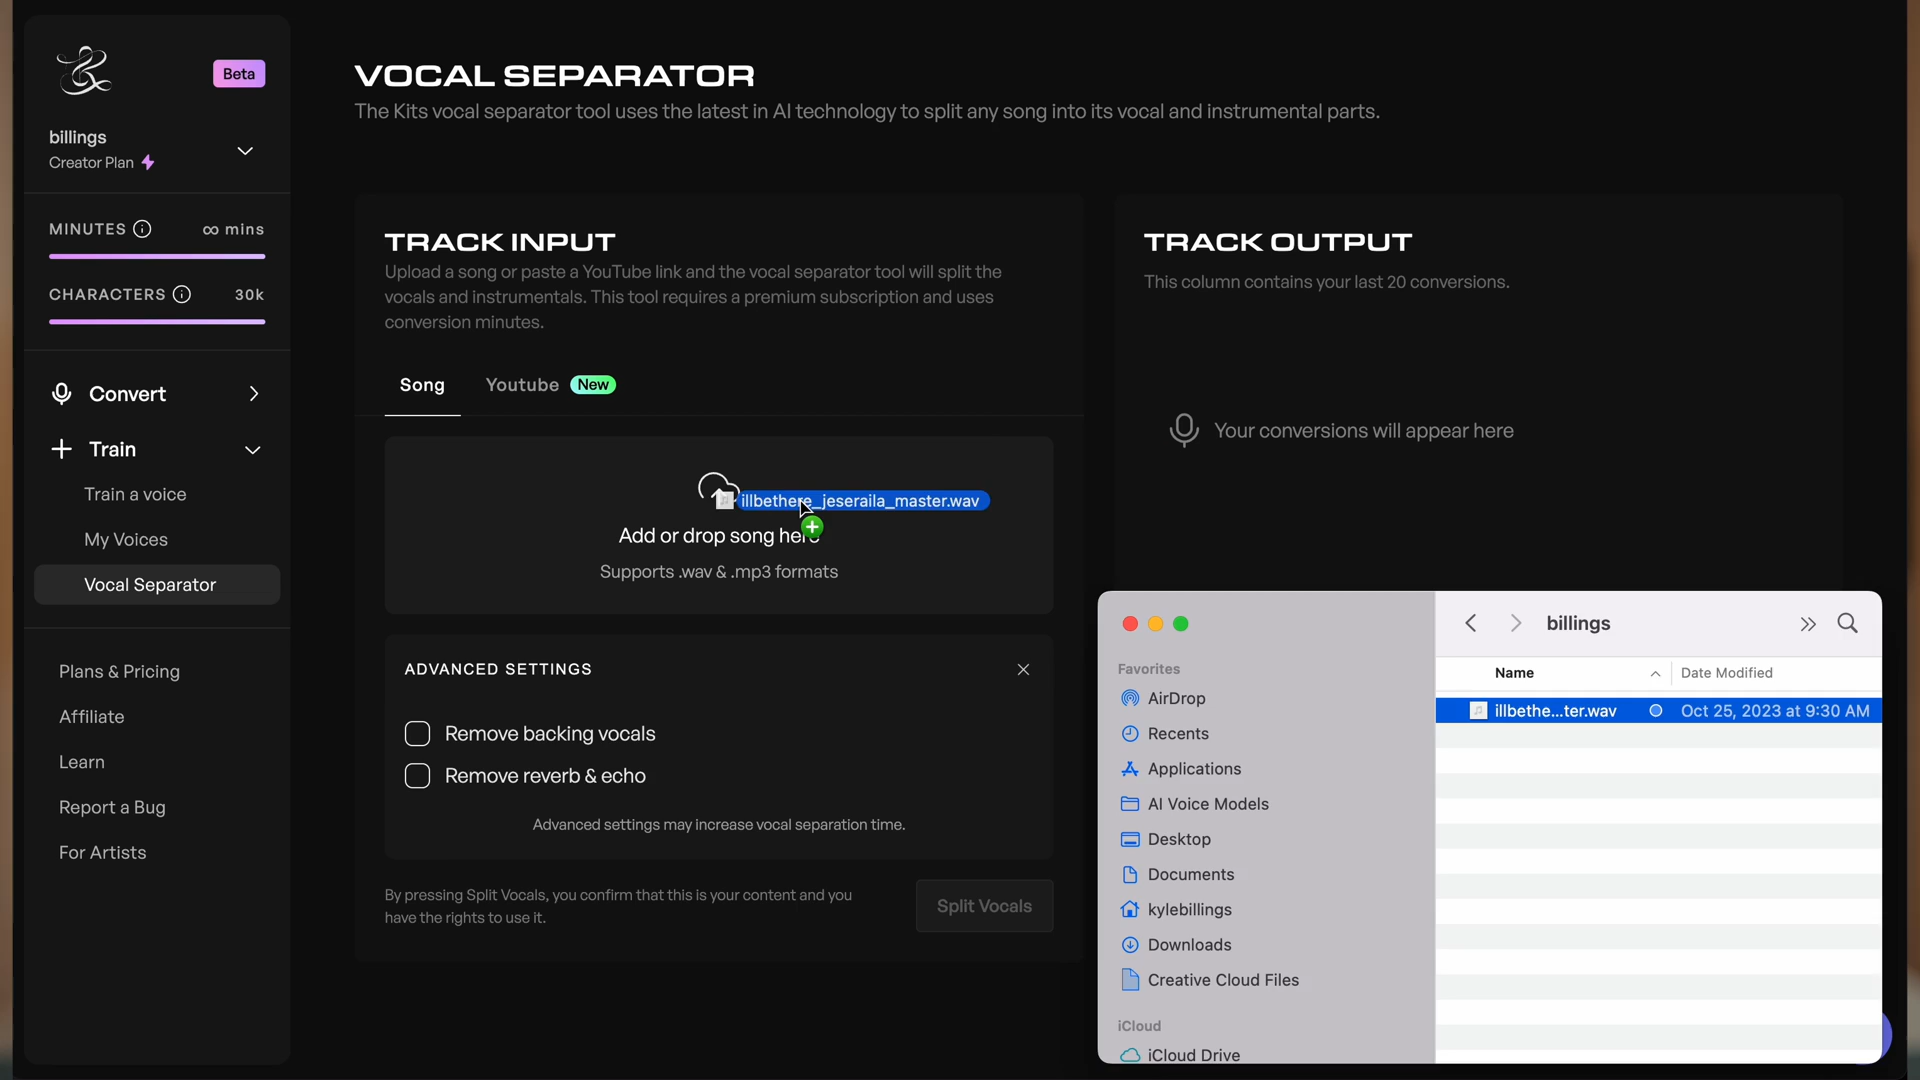 Beta
billings
Creator Plan
MINUTES
∞ mins
CHARACTERS
30k
Convert
Train
Train a voice
My Voices
Vocal Separator
Plans & Pricing
Affiliate
Learn
Report a Bug
For Artists
VOCAL SEPARATOR
The Kits vocal separator tool uses the latest in AI technology to split any song into its vocal and instrumental parts.
TRACK INPUT
Upload a song or paste a YouTube link and the vocal separator tool will split the
vocals and instrumentals. This tool requires a premium subscription and uses
conversion minutes.
Song
Youtube New
illbethere_jeseraila_master.wav
Add or drop song here
Supports .wav & .mp3 formats
ADVANCED SETTINGS
Remove backing vocals
Remove reverb & echo
Advanced settings may increase vocal separation time.
By pressing Split Vocals, you confirm that this is your content and you
have the rights to use it.
Split Vocals
TRACK OUTPUT
This column contains your last 20 conversions.
Your conversions will appear here
Favorites
AirDrop
Recents
Applications
AI Voice Models
Desktop
Documents
kylebillings
Downloads
Creative Cloud Files
iCloud
iCloud Drive
billings
Name
Date Modified
illbethe...ter.wav
Oct 25, 2023 at 9:30 AM